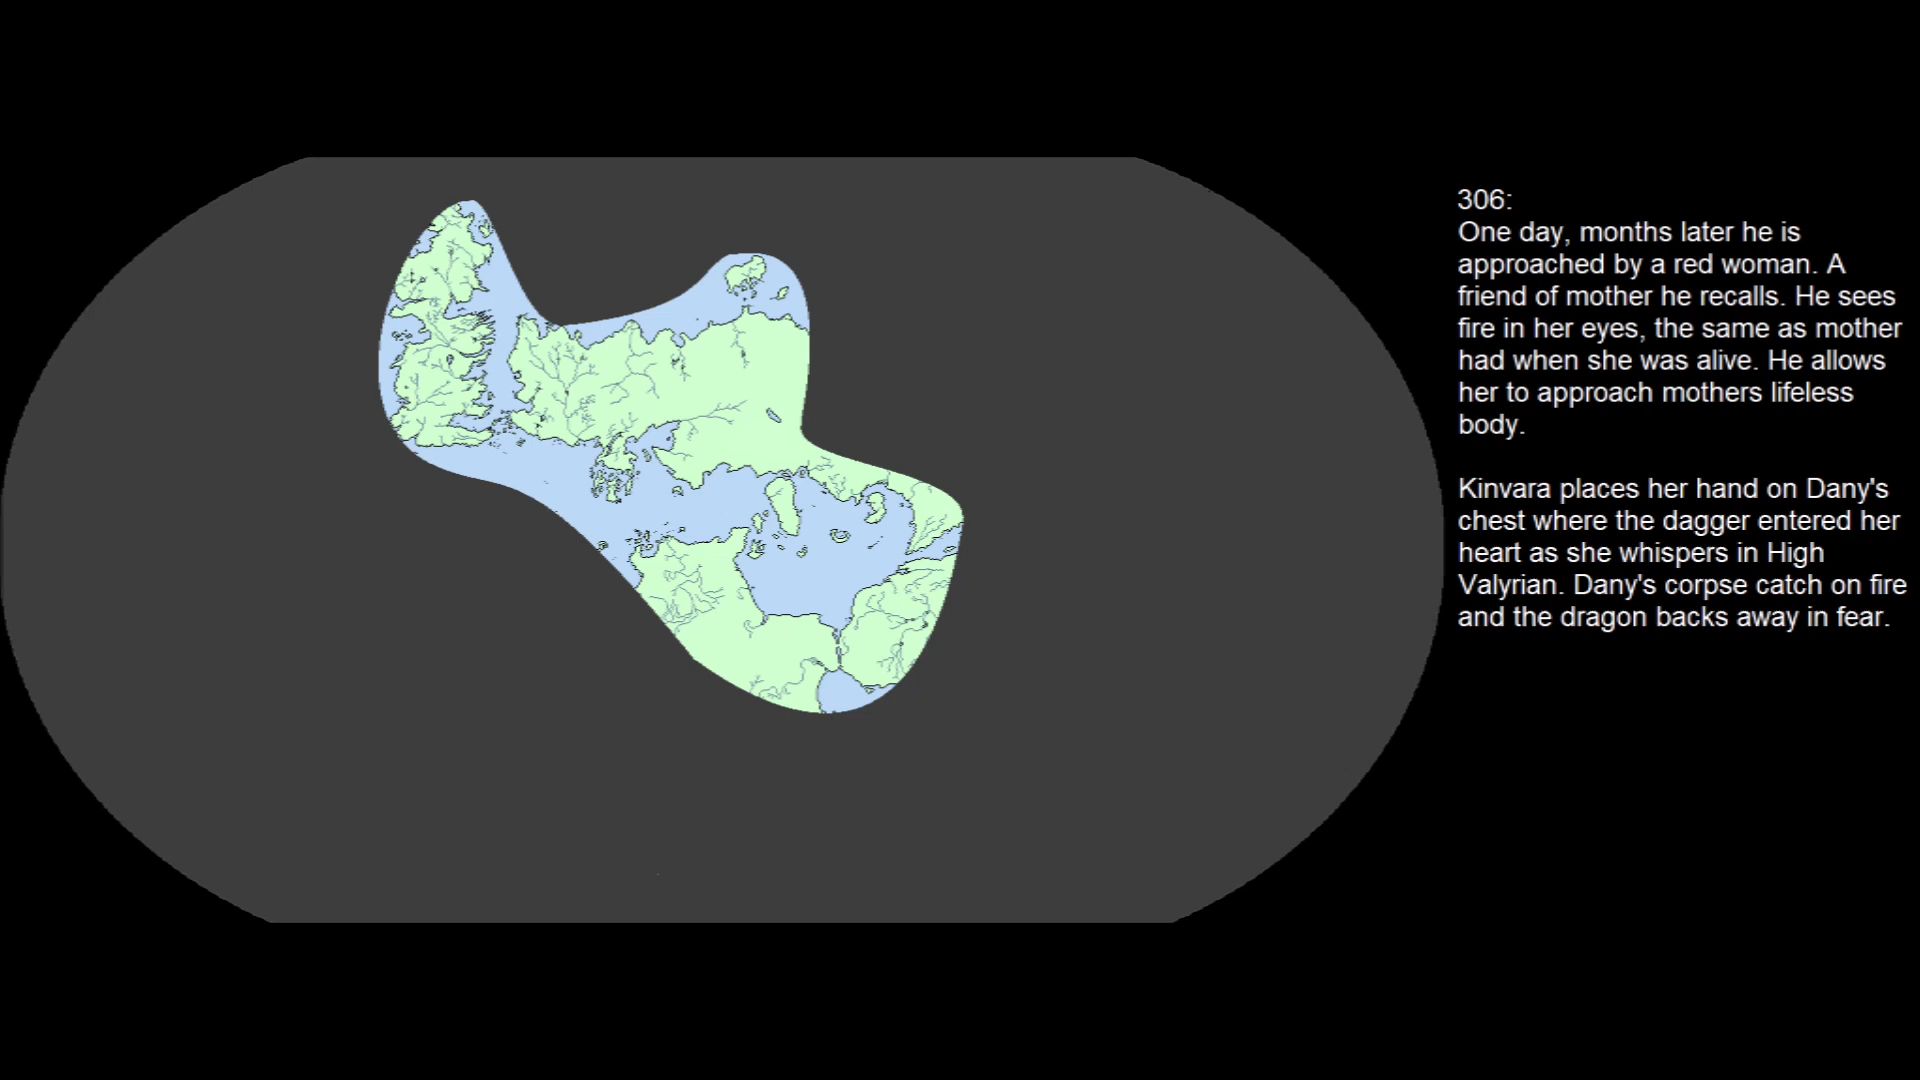 306:
One day, months later he is
approached by a red woman. A
friend of mother he recalls. He sees
fire in her eyes, the same as mother
had when she was alive. He allows
her to approach mothers lifeless
body.
Kinvara places her hand on Dany's
chest where the dagger entered her
heart as she whispers in High
Valyrian. Dany's corpse catch on fire
and the dragon backs away in fear.